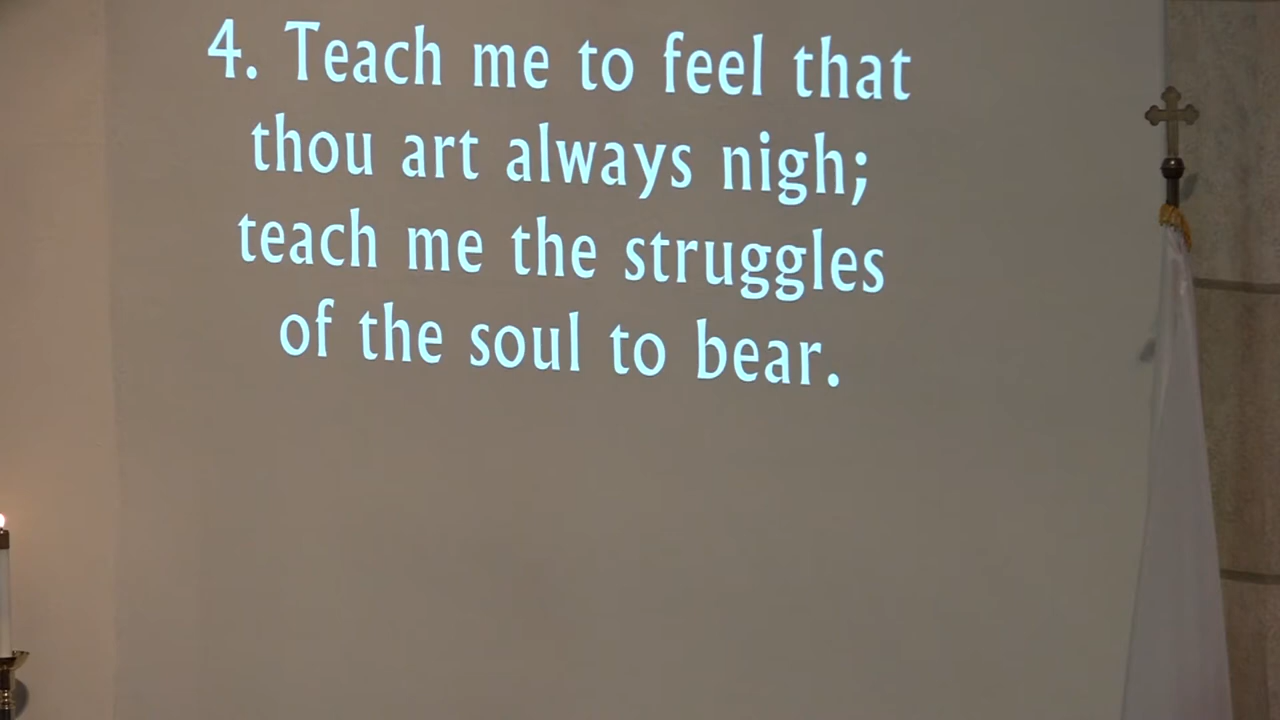 4. Teach me to feel that
thou art always nigh;
teach me the struggles
of the soul to bear.